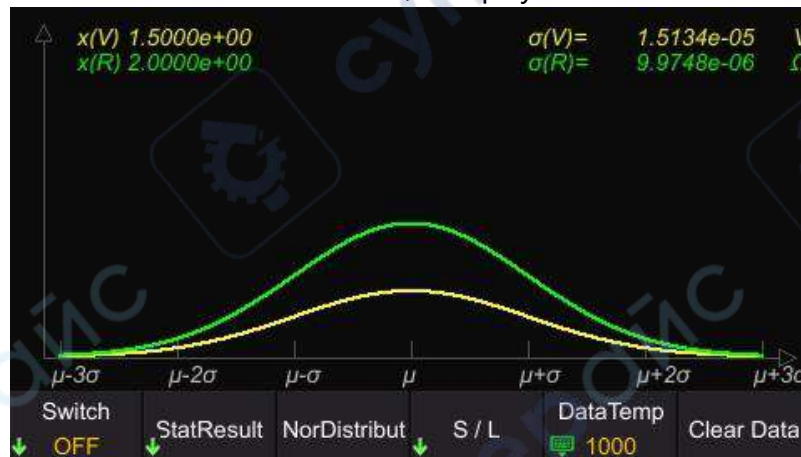 x(V) 1.5000e+00 σ(V)= 1.5134e-05 V
x(R) 2.0000e+00 σ(R)= 9.9748e-06 Ω
μ-3σ μ-2σ μ-σ μ μ+σ μ+2σ μ+3σ
Switch StatResult NorDistribut S / L DataTemp Clear Data
OFF 1000